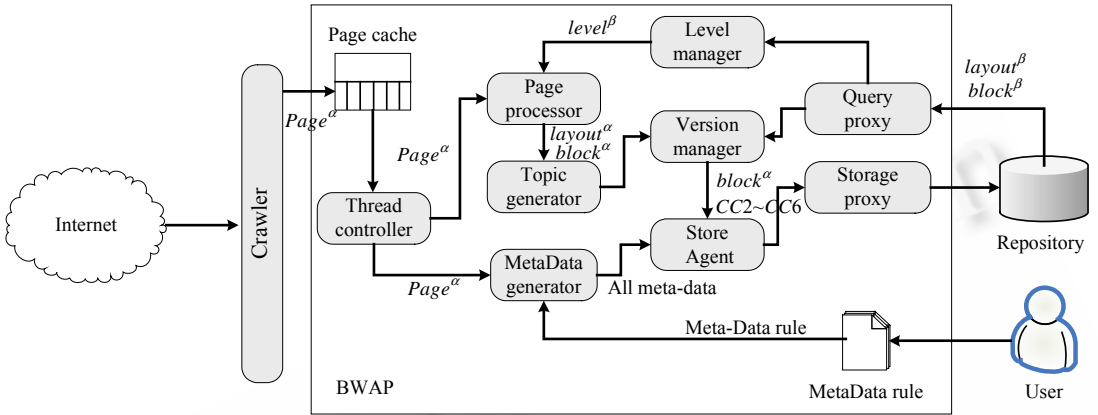 Page cache
level^β
Level
manager
layout^β
block^β
Page^α
Page
processor
Query
proxy
Page^α
layout^α
block^α
Version
manager
Topic
generator
block^α
CC2~CC6
Storage
proxy
Internet
Crawler
Thread
controller
Store
Agent
Repository
Page^α
MetaData
generator
All meta-data
Meta-Data rule
BWAP
MetaData rule
User